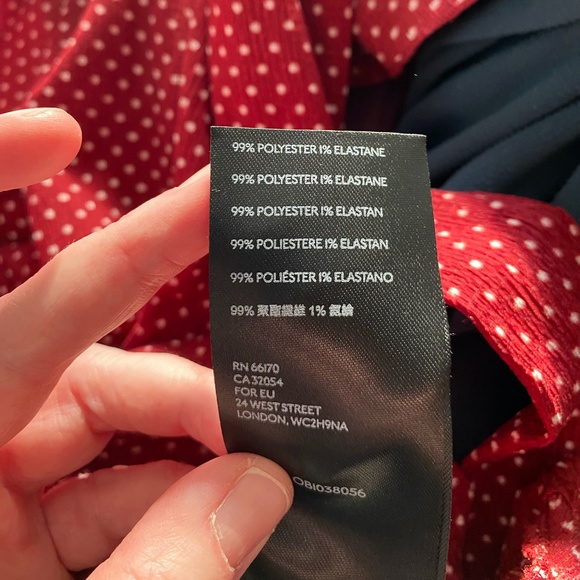 99% POLYESTER 1% ELASTANE
99% POLYESTER 1% ELASTANE
99% POLYESTER 1% ELASTAN
99% POLIESTERE 1% ELASTAN
99% POLIÉSTER 1% ELASTANO
99% 聚酯纖維 1% 氨綸
RN 66170
CA 32054
FOR EU
24 WEST STREET
LONDON, WC2H9NA
OBI038056